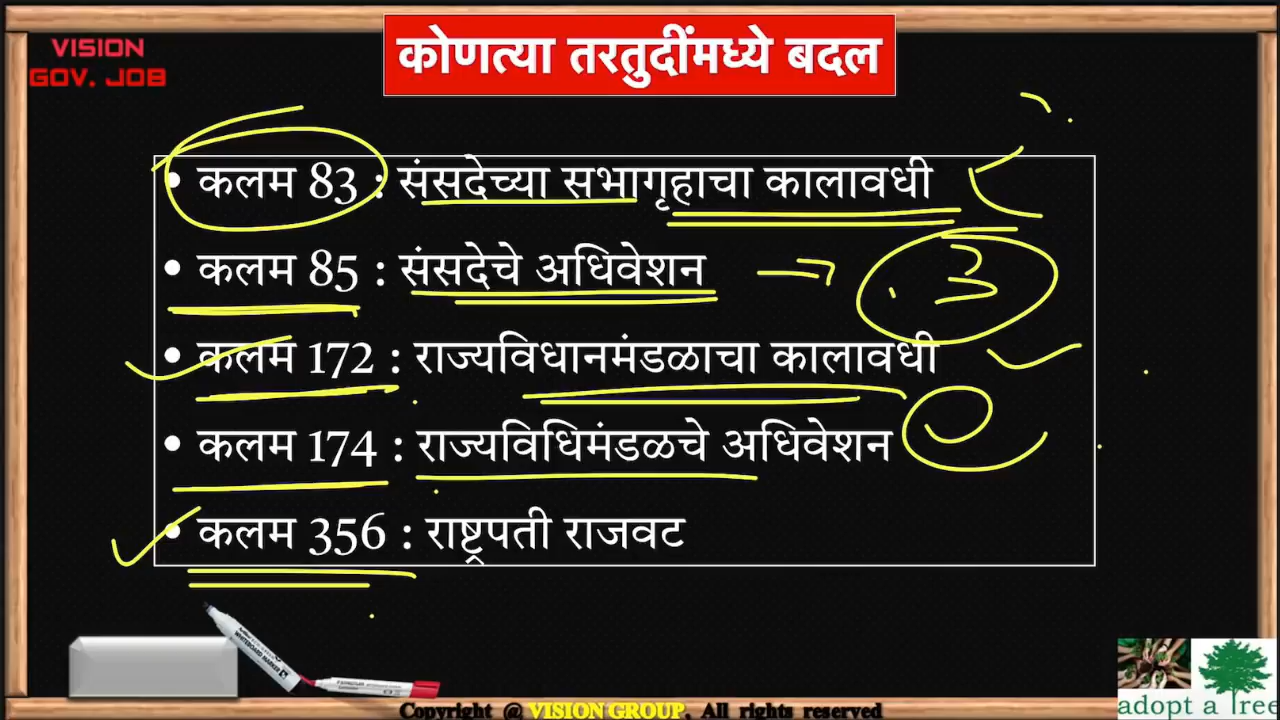 VISION
GOV. JOB
कोणत्या तरतुदींमध्ये बदल
• कलम 83 : संसदेच्या सभागृहाचा कालावधी
• कलम 85 : संसदेचे अधिवेशन
3
• कलम 172 : राज्यविधानमंडळाचा कालावधी
• कलम 174 : राज्यविधिमंडळचे अधिवेशन
• कलम 356 : राष्ट्रपती राजवट
adopt a Tree
Copyright @ VISION GROUP, All rights reserved